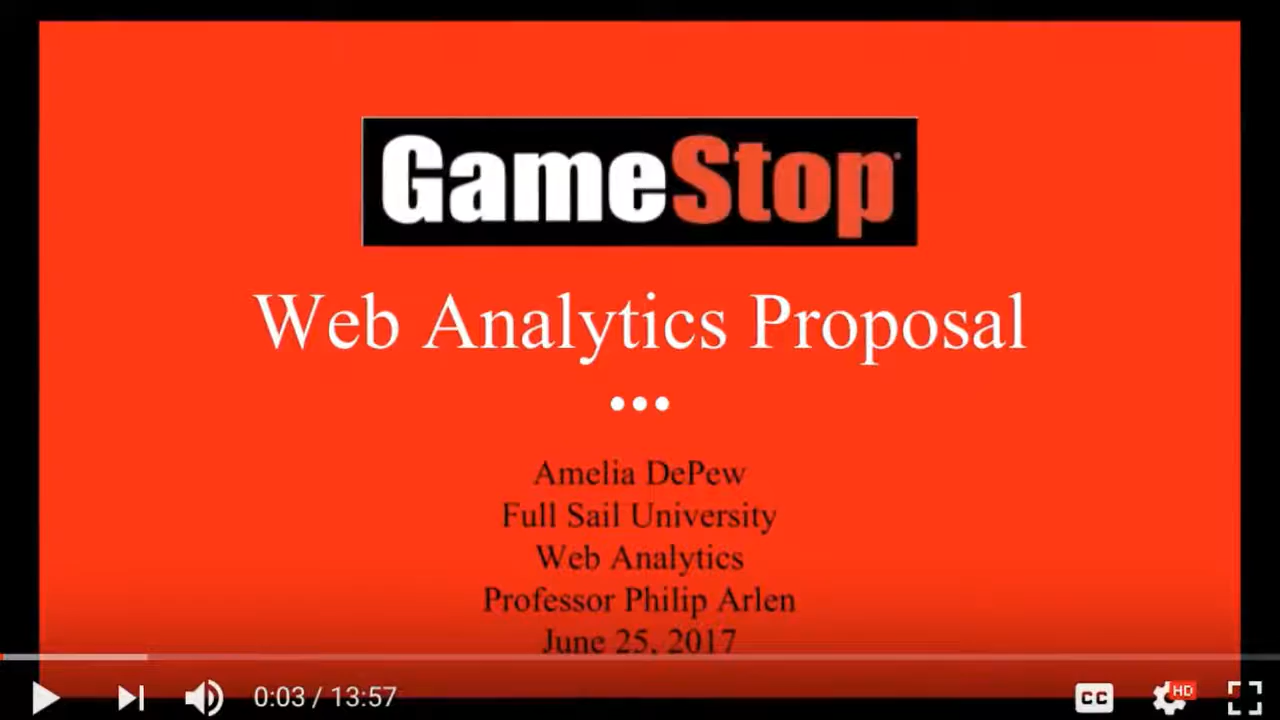 GameStop
Web Analytics Proposal
Amelia DePew
Full Sail University
Web Analytics
Professor Philip Arlen
June 25, 2017
0:03 / 13:57
CC
HD